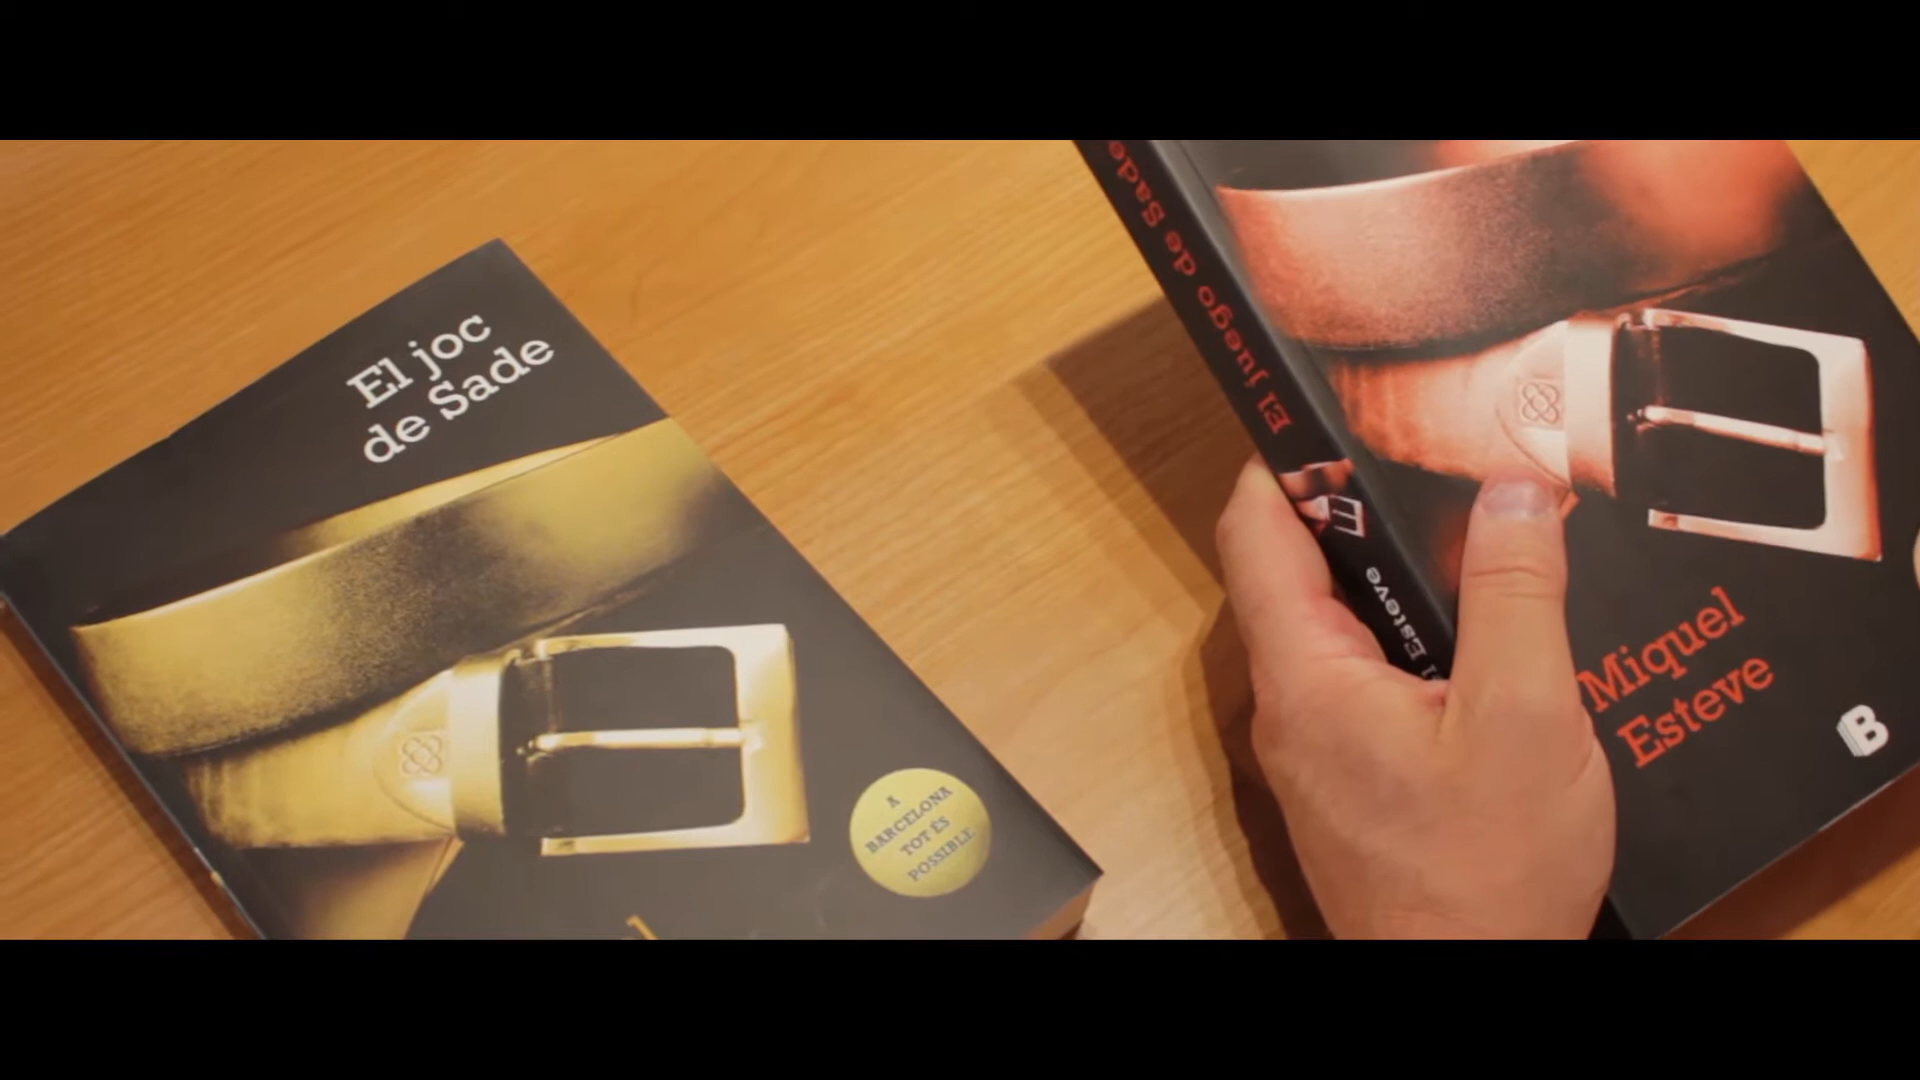 El joc
de Sade
A
BARCELONA
TOT ÉS
POSSIBLE
El juego de Sade
l Esteve
Miquel
Esteve
B